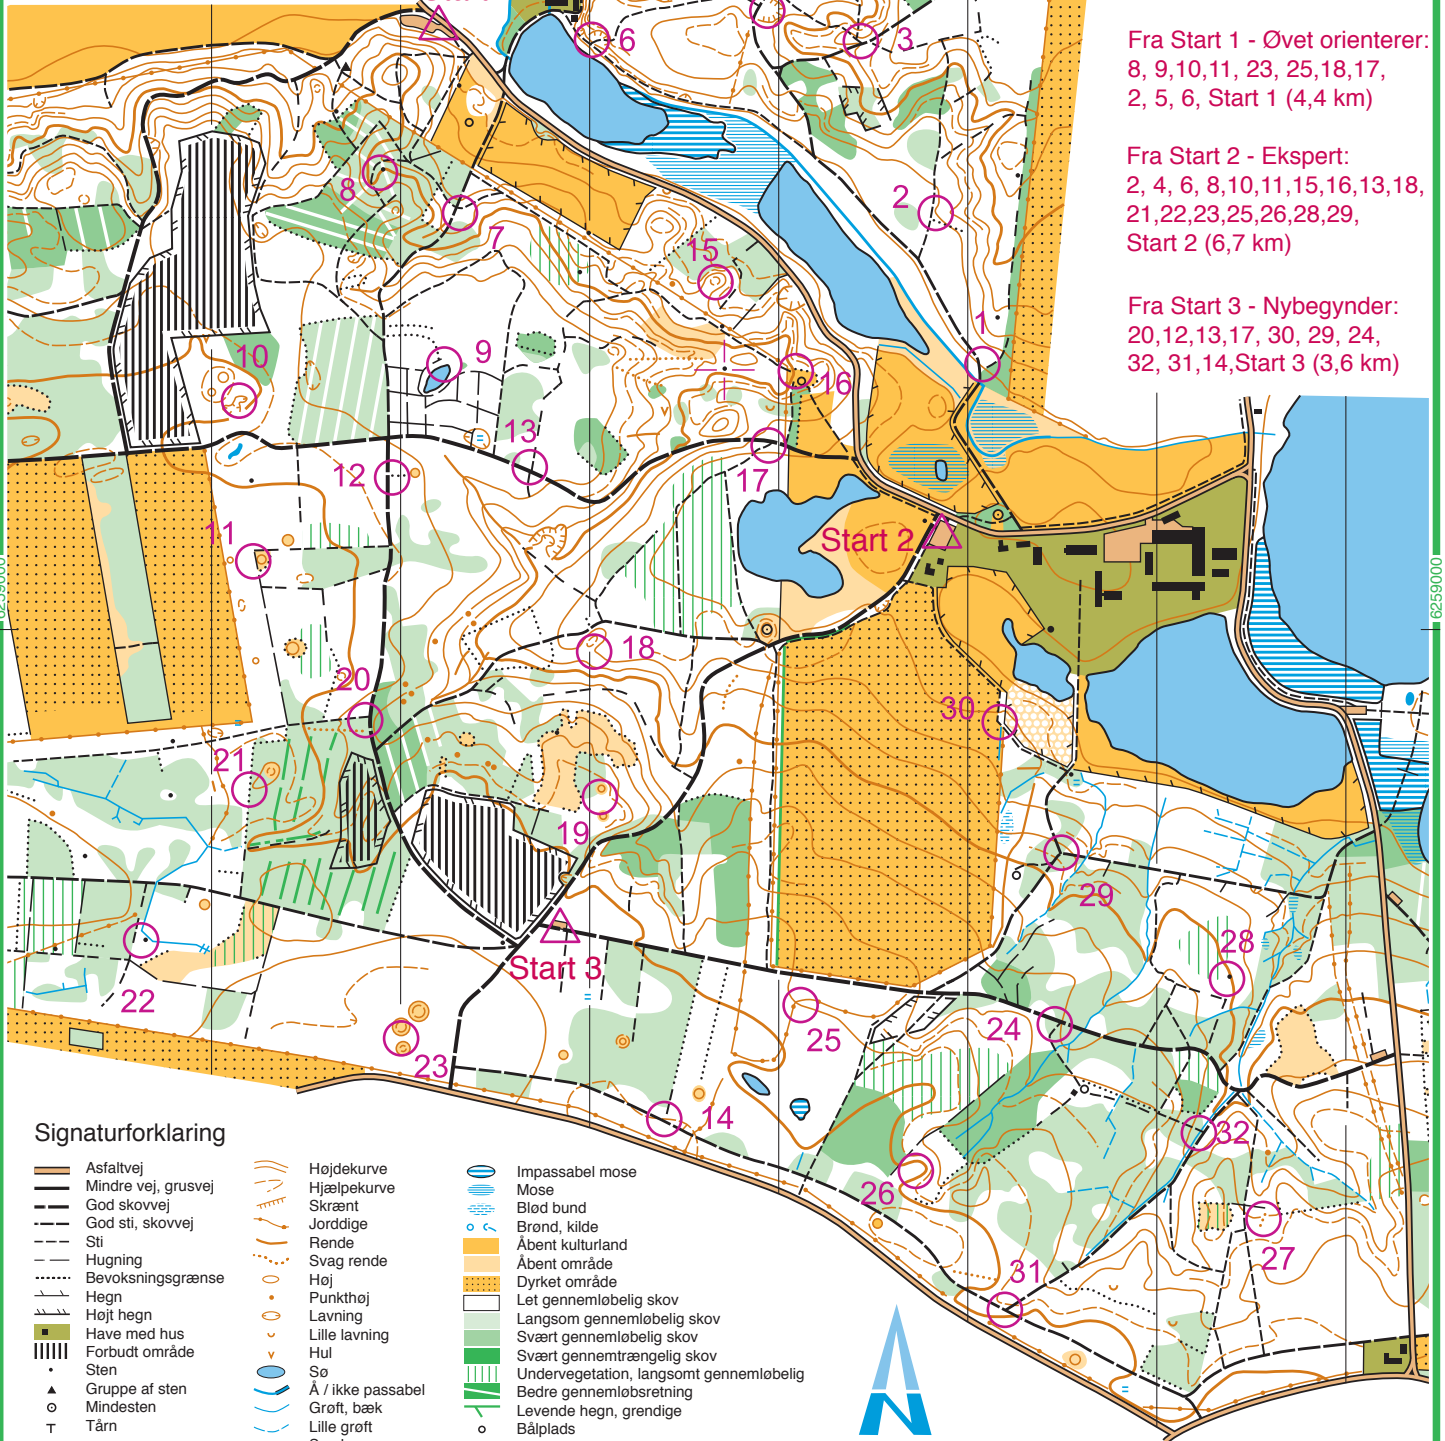 Fra Start 1 - Øvet orienterer:
8, 9,10,11, 23, 25,18,17,
2, 5, 6, Start 1 (4,4 km)
Fra Start 2 - Ekspert:
2, 4, 6, 8,10,11,15,16,13,18,
21,22,23,25,26,28,29,
Start 2 (6,7 km)
Fra Start 3 - Nybegynder:
20,12,13,17, 30, 29, 24,
32, 31,14,Start 3 (3,6 km)
6
3
8
7
2
15
1
10
9
16
13
12
17
11
Start 2
6259000
18
20
30
21
19
29
28
Start 3
22
25
24
23
14
32
26
27
31
Signaturforklaring
Asfaltvej
Mindre vej, grusvej
God skovvej
God sti, skovvej
Sti
Hugning
Bevoksningsgrænse
Hegn
Højt hegn
Have med hus
Forbudt område
Sten
Gruppe af sten
Mindesten
Tårn
Højdekurve
Hjælpekurve
Skrænt
Jorddige
Rende
Svag rende
Høj
Punkthøj
Lavning
Lille lavning
Hul
Sø
Å / ikke passabel
Grøft, bæk
Lille grøft
Impassabel mose
Mose
Blød bund
Brønd, kilde
Åbent kulturland
Åbent område
Dyrket område
Let gennemløbelig skov
Langsom gennemløbelig skov
Svært gennemløbelig skov
Svært gennemtrængelig skov
Undervegetation, langsomt gennemløbelig
Bedre gennemløbsretning
Levende hegn, grendige
Bålplads
N